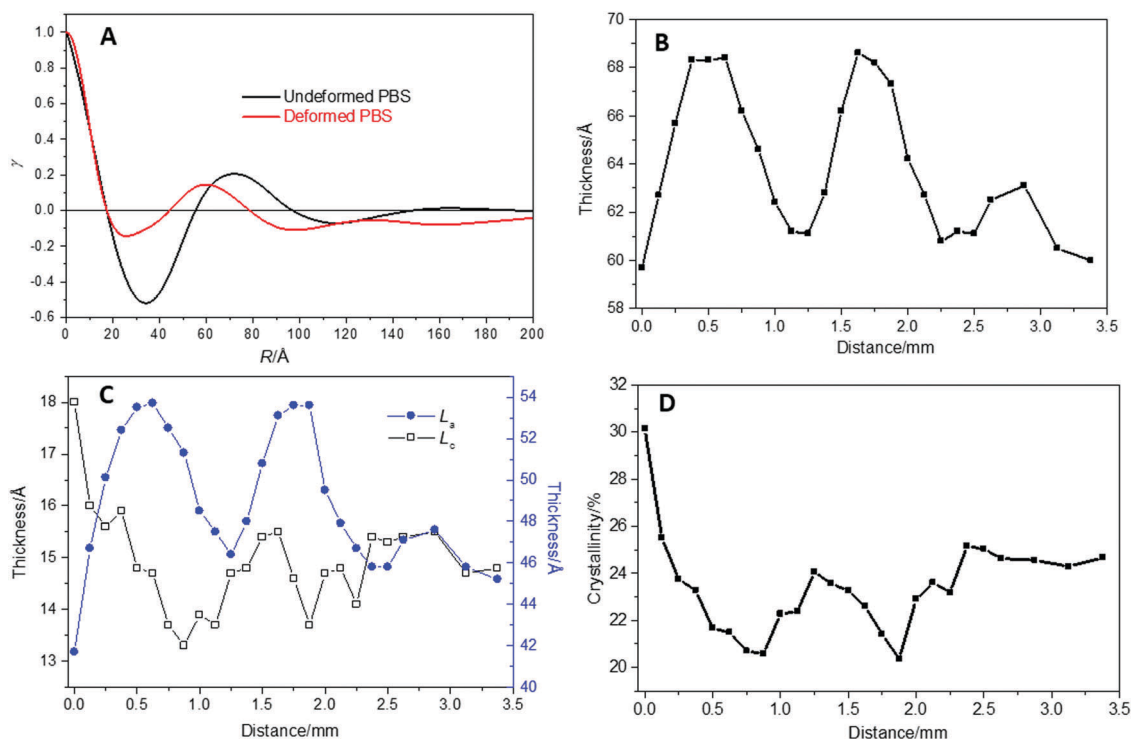 A
1.0
0.8
0.6
0.4
0.2
0.0
-0.2
-0.4
-0.6
γ
Undeformed PBS
Deformed PBS
0 20 40 60 80 100 120 140 160 180 200
R/Å
B
70
68
66
64
62
60
58
Thickness/Å
0.0 0.5 1.0 1.5 2.0 2.5 3.0 3.5
Distance/mm
C
18
17
16
15
14
13
Thickness/Å
La
Lc
54
52
50
48
46
45
42
40
Thickness/Å
0.0 0.5 1.0 1.5 2.0 2.5 3.0 3.5
Distance/mm
D
32
30
28
26
24
22
20
Crystallinity/%
0.0 0.5 1.0 1.5 2.0 2.5 3.0 3.5
Distance/mm